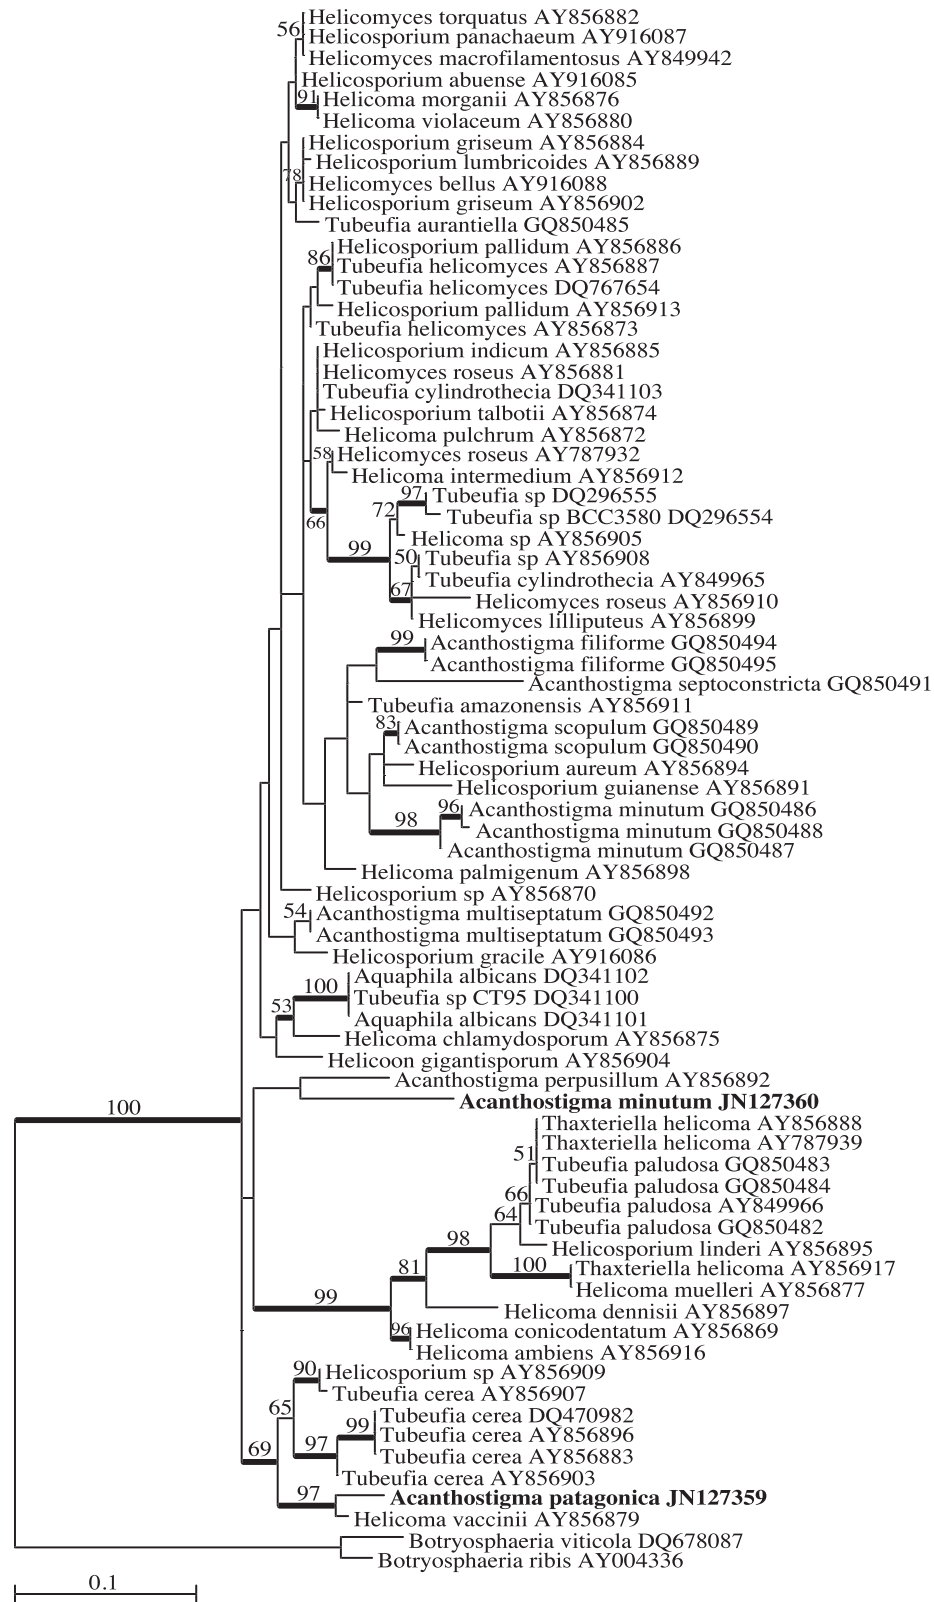 Helicomyces torquatus AY856882
56
Helicosporium panachaeum AY916087
Helicomyces macrofilamentosus AY849942
Helicosporium abuense AY916085
91
Helicoma morganii AY856876
Helicoma violaceum AY856880
Helicosporium griseum AY856884
Helicosporium lumbricoides AY856889
78
Helicomyces bellus AY916088
Helicosporium griseum AY856902
Tubeufia aurantiella GQ850485
Helicosporium pallidum AY856886
86
Tubeufia helicomyces AY856887
Tubeufia helicomyces DQ767654
Helicosporium pallidum AY856913
Tubeufia helicomyces AY856873
Helicosporium indicum AY856885
Helicomyces roseus AY856881
Tubeufia cylindrothecia DQ341103
Helicosporium talbotii AY856874
Helicoma pulchrum AY856872
58
Helicomyces roseus AY787932
Helicoma intermedium AY856912
97
Tubeufia sp DQ296555
72
Tubeufia sp BCC3580 DQ296554
66
Helicoma sp AY856905
99
50
Tubeufia sp AY856908
Tubeufia cylindrothecia AY849965
67
Helicomyces roseus AY856910
Helicomyces lilliputeus AY856899
99
Acanthostigma filiforme GQ850494
Acanthostigma filiforme GQ850495
Acanthostigma septoconstricta GQ850491
Tubeufia amazonensis AY856911
83
Acanthostigma scopulum GQ850489
Acanthostigma scopulum GQ850490
Helicosporium aureum AY856894
Helicosporium guianense AY856891
96
Acanthostigma minutum GQ850486
98
Acanthostigma minutum GQ850488
Acanthostigma minutum GQ850487
Helicoma palmigenum AY856898
Helicosporium sp AY856870
54
Acanthostigma multiseptatum GQ850492
Acanthostigma multiseptatum GQ850493
Helicosporium gracile AY916086
Aquaphila albicans DQ341102
100
Tubeufia sp CT95 DQ341100
53
Aquaphila albicans DQ341101
Helicoma chlamydosporum AY856875
Helicoon gigantisporum AY856904
Acanthostigma perpusillum AY856892
100
Acanthostigma minutum JN127360
Thaxteriella helicoma AY856888
Thaxteriella helicoma AY787939
51
Tubeufia paludosa GQ850483
Tubeufia paludosa GQ850484
66
Tubeufia paludosa AY849966
64
Tubeufia paludosa GQ850482
98
Helicosporium linderi AY856895
100
Thaxteriella helicoma AY856917
81
Helicoma muelleri AY856877
99
Helicoma dennisii AY856897
96
Helicoma conicodentatum AY856869
Helicoma ambiens AY856916
90
Helicosporium sp AY856909
Tubeufia cerea AY856907
65
Tubeufia cerea DQ470982
99
Tubeufia cerea AY856896
97
Tubeufia cerea AY856883
69
Tubeufia cerea AY856903
97
Acanthostigma patagonica JN127359
Helicoma vaccinii AY856879
Botryosphaeria viticola DQ678087
Botryosphaeria ribis AY004336
0.1